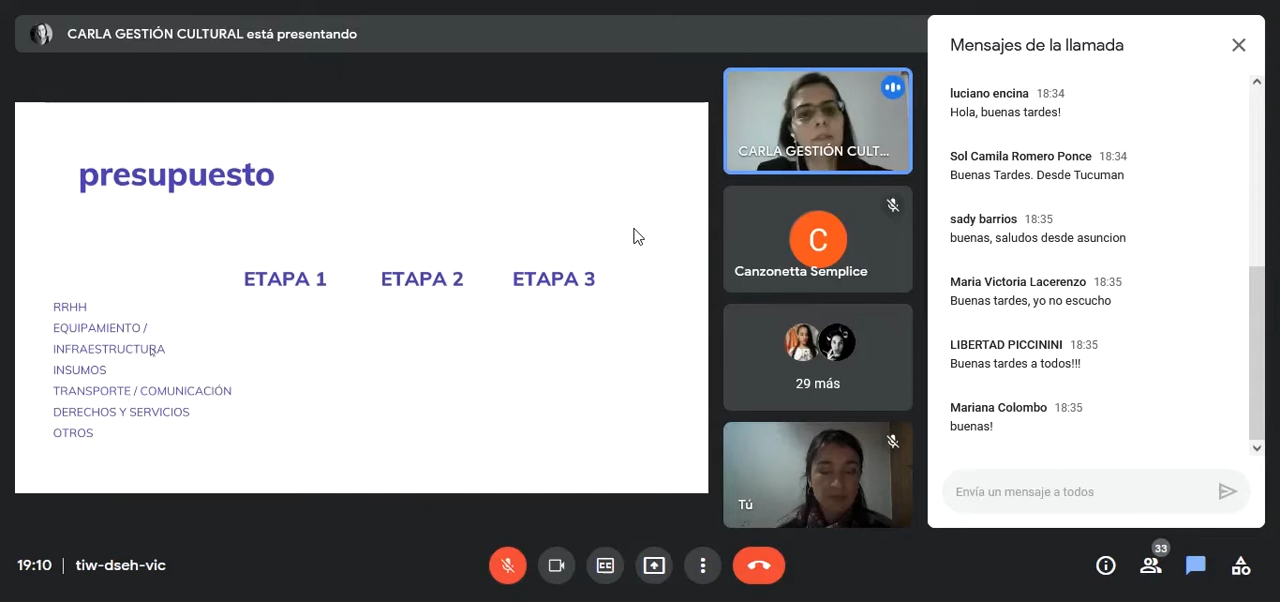 CARLA GESTIÓN CULTURAL está presentando
presupuesto
ETAPA 1 ETAPA 2 ETAPA 3
RRHH
EQUIPAMIENTO /
INFRAESTRUCTURA
INSUMOS
TRANSPORTE / COMUNICACIÓN
DERECHOS Y SERVICIOS
OTROS
CARLA GESTIÓN CULT...
C
Canzonetta Semplice
29 más
Tú
Mensajes de la llamada
luciano encina 18:34
Hola, buenas tardes!
Sol Camila Romero Ponce 18:34
Buenas Tardes. Desde Tucuman
sady barrios 18:35
buenas, saludos desde asuncion
Maria Victoria Lacerenzo 18:35
Buenas tardes, yo no escucho
LIBERTAD PICCININI 18:35
Buenas tardes a todos!!!
Mariana Colombo 18:35
buenas!
Envía un mensaje a todos
19:10 | tiw-dseh-vic
CC
33